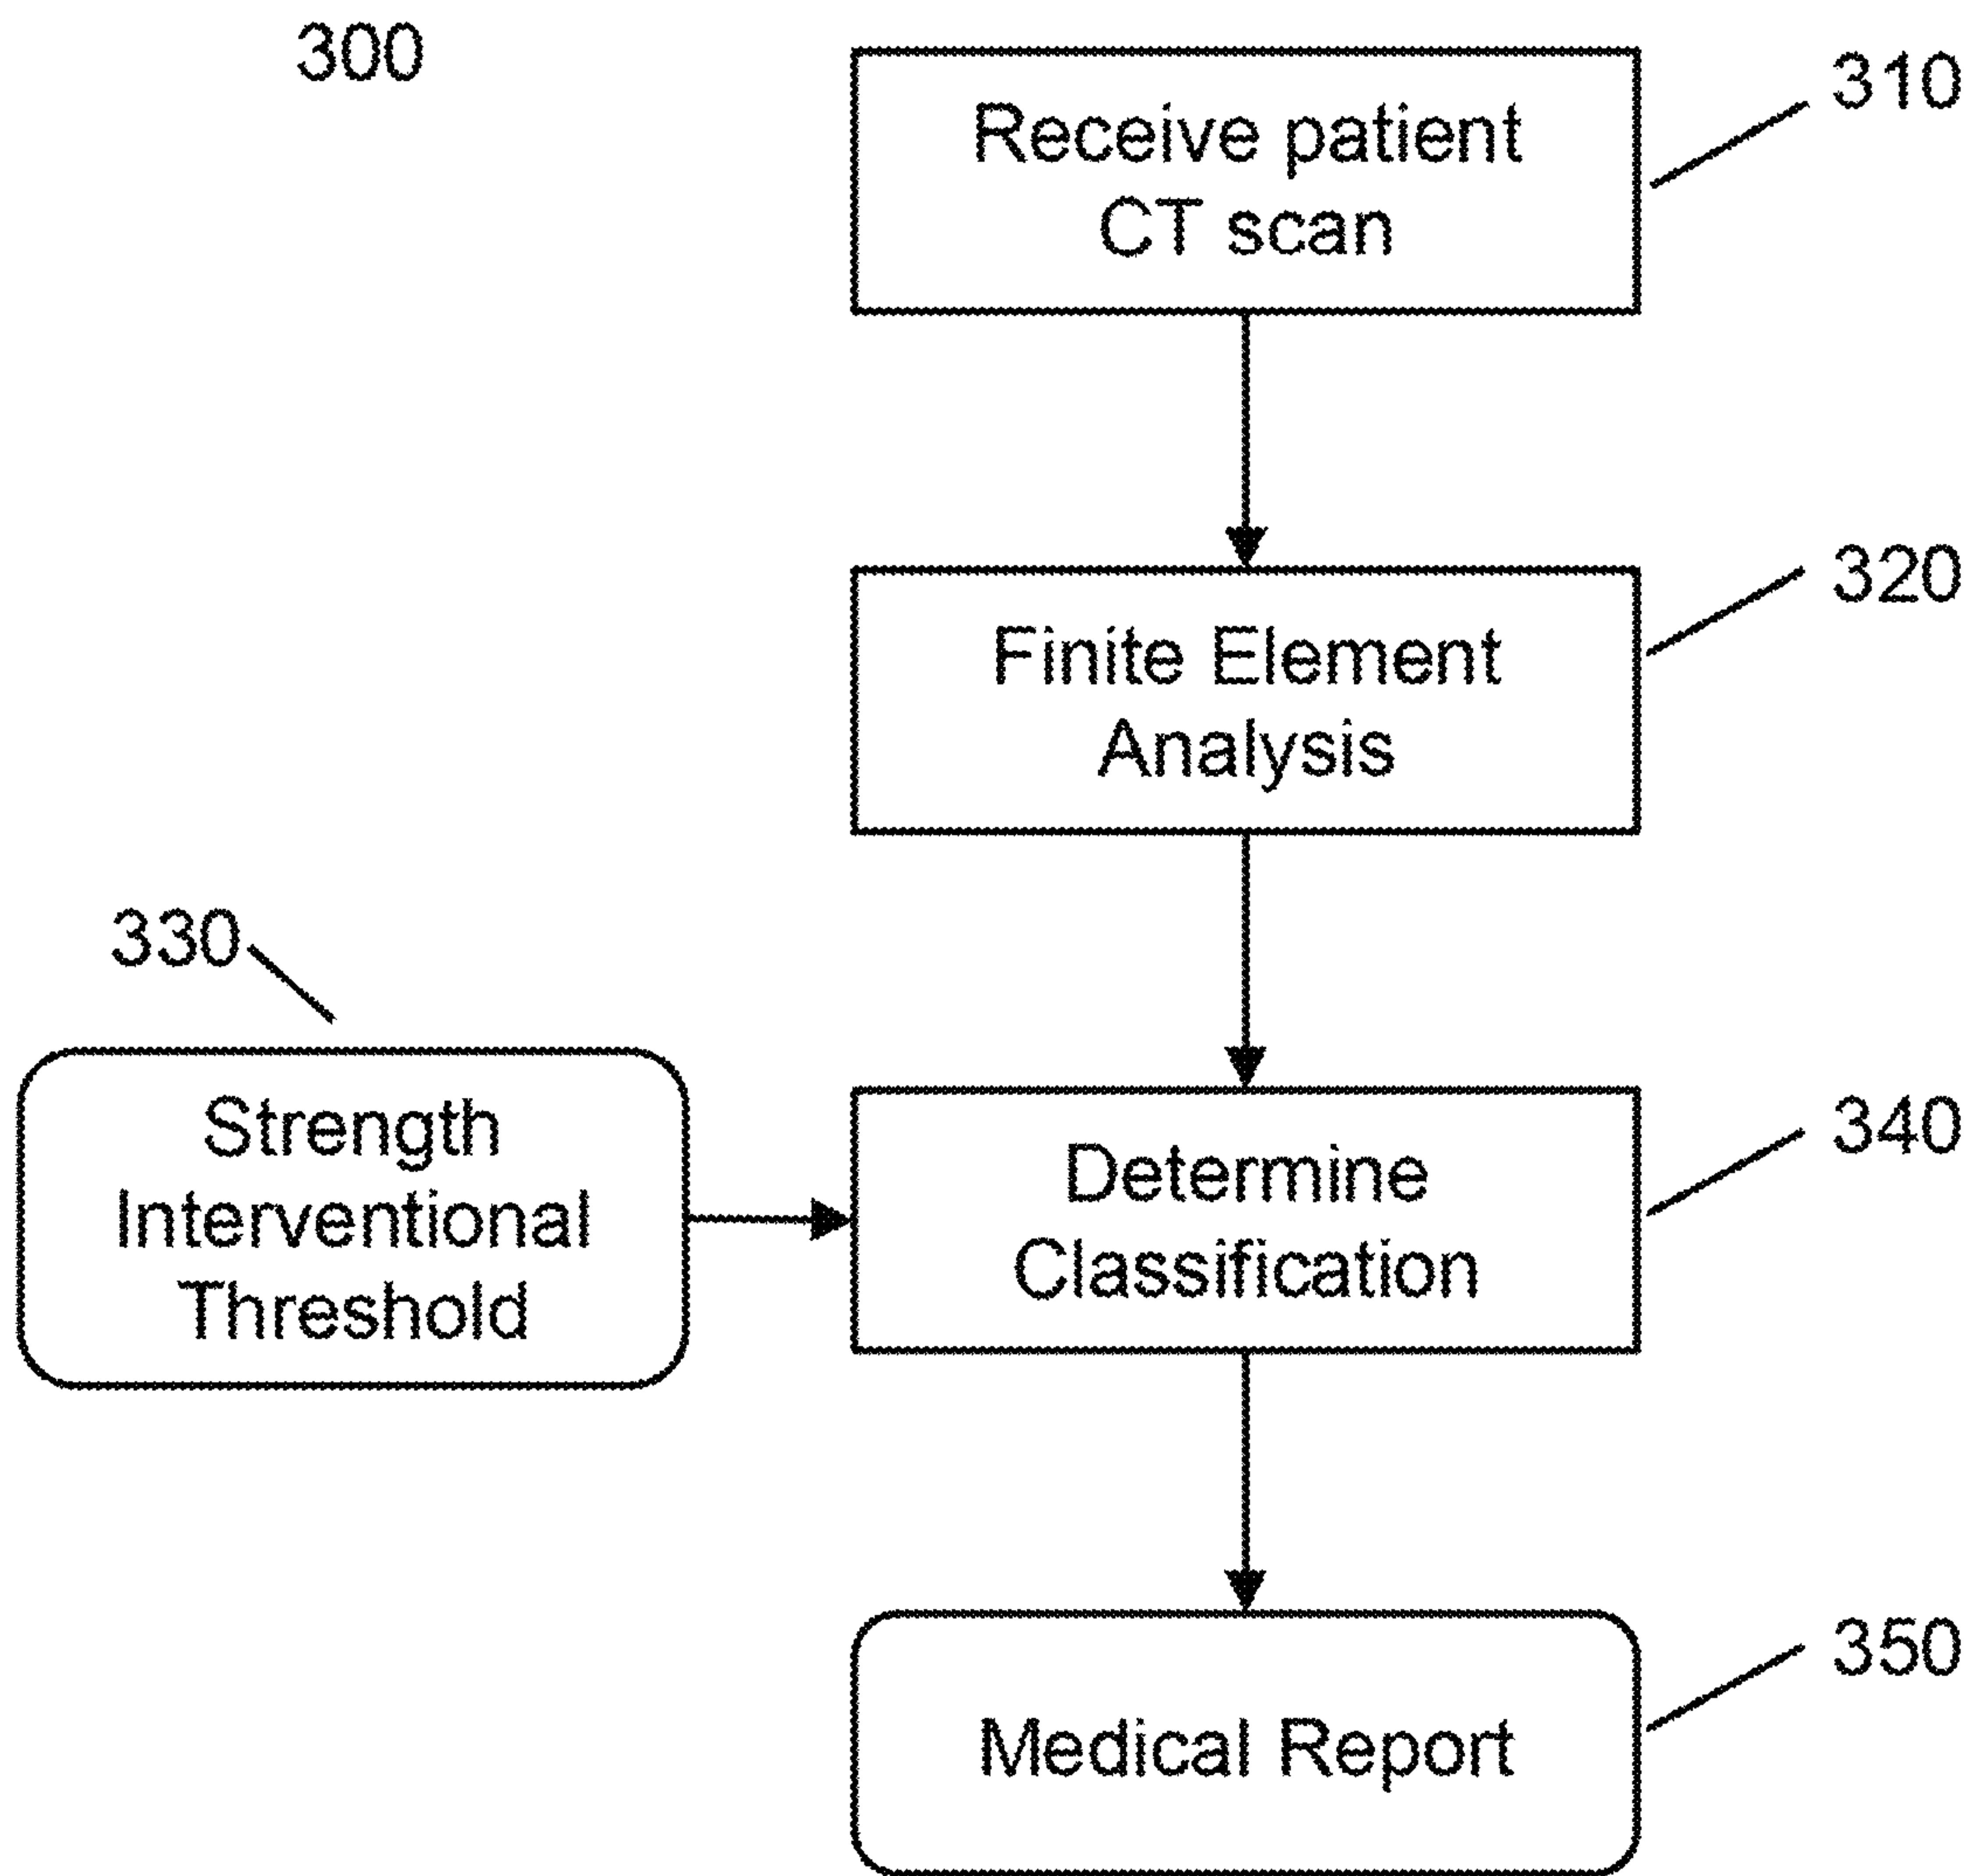 300
310
Receive patient
CT scan
320
Finite Element
Analysis
330
Strength
Interventional
Threshold
340
Determine
Classification
350
Medical Report